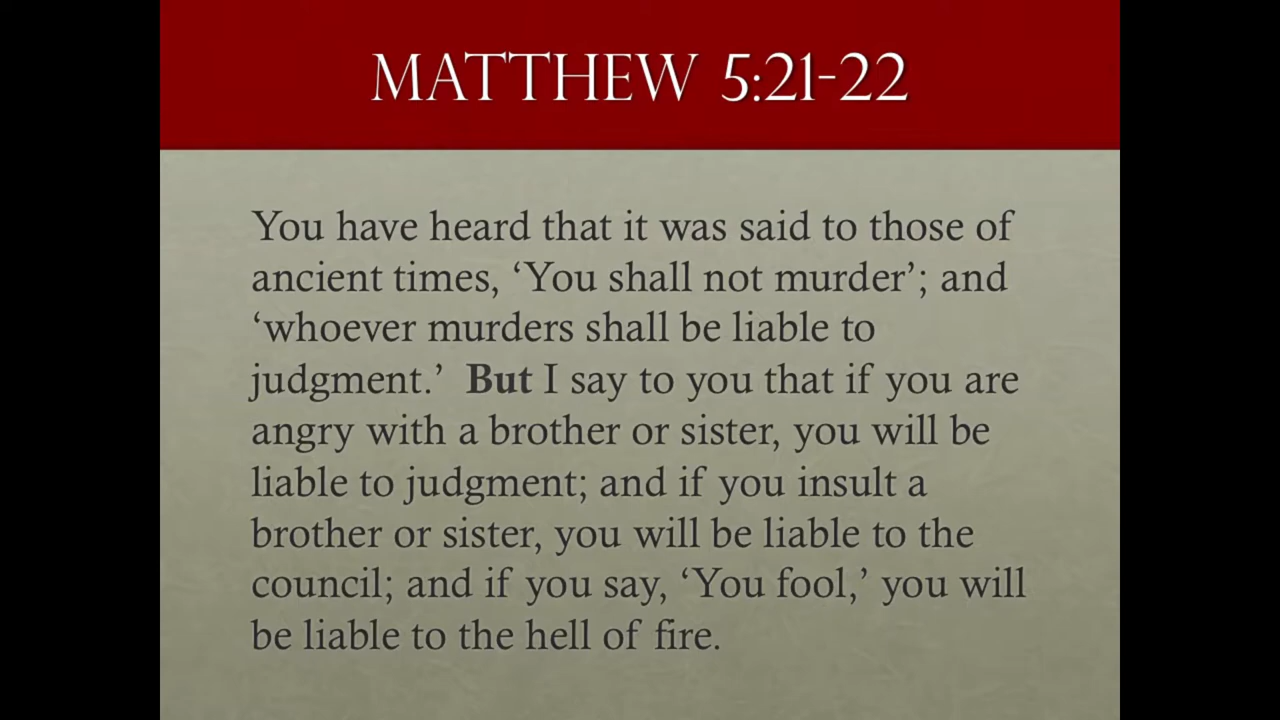 MATTHEW 5:21-22
You have heard that it was said to those of
ancient times, ‘You shall not murder’; and
‘whoever murders shall be liable to
judgment.’ But I say to you that if you are
angry with a brother or sister, you will be
liable to judgment; and if you insult a
brother or sister, you will be liable to the
council; and if you say, ‘You fool,’ you will
be liable to the hell of fire.